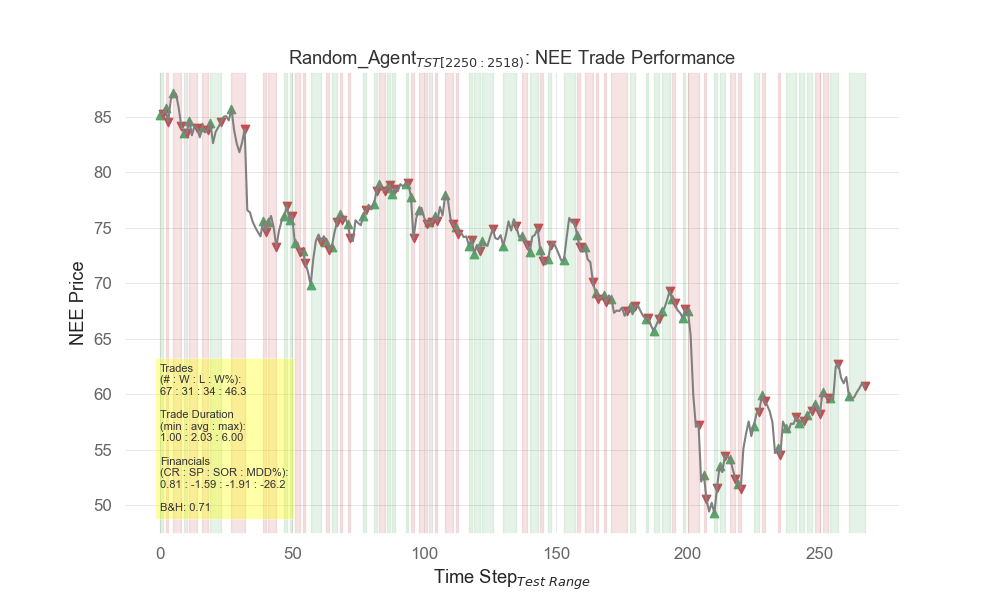 Random_Agent_TST[2250 : 2518): NEE Trade Performance
NEE Price
85
80
75
70
65
60
55
50
Trades
(# : W : L : W%):
67 : 31 : 34 : 46.3
Trade Duration
(min : avg : max):
1.00 : 2.03 : 6.00
Financials
(CR : SP : SOR : MDD%):
0.81 : -1.59 : -1.91 : -26.2
B&H: 0.71
0 50 100 150 200 250
Time Step_Test Range